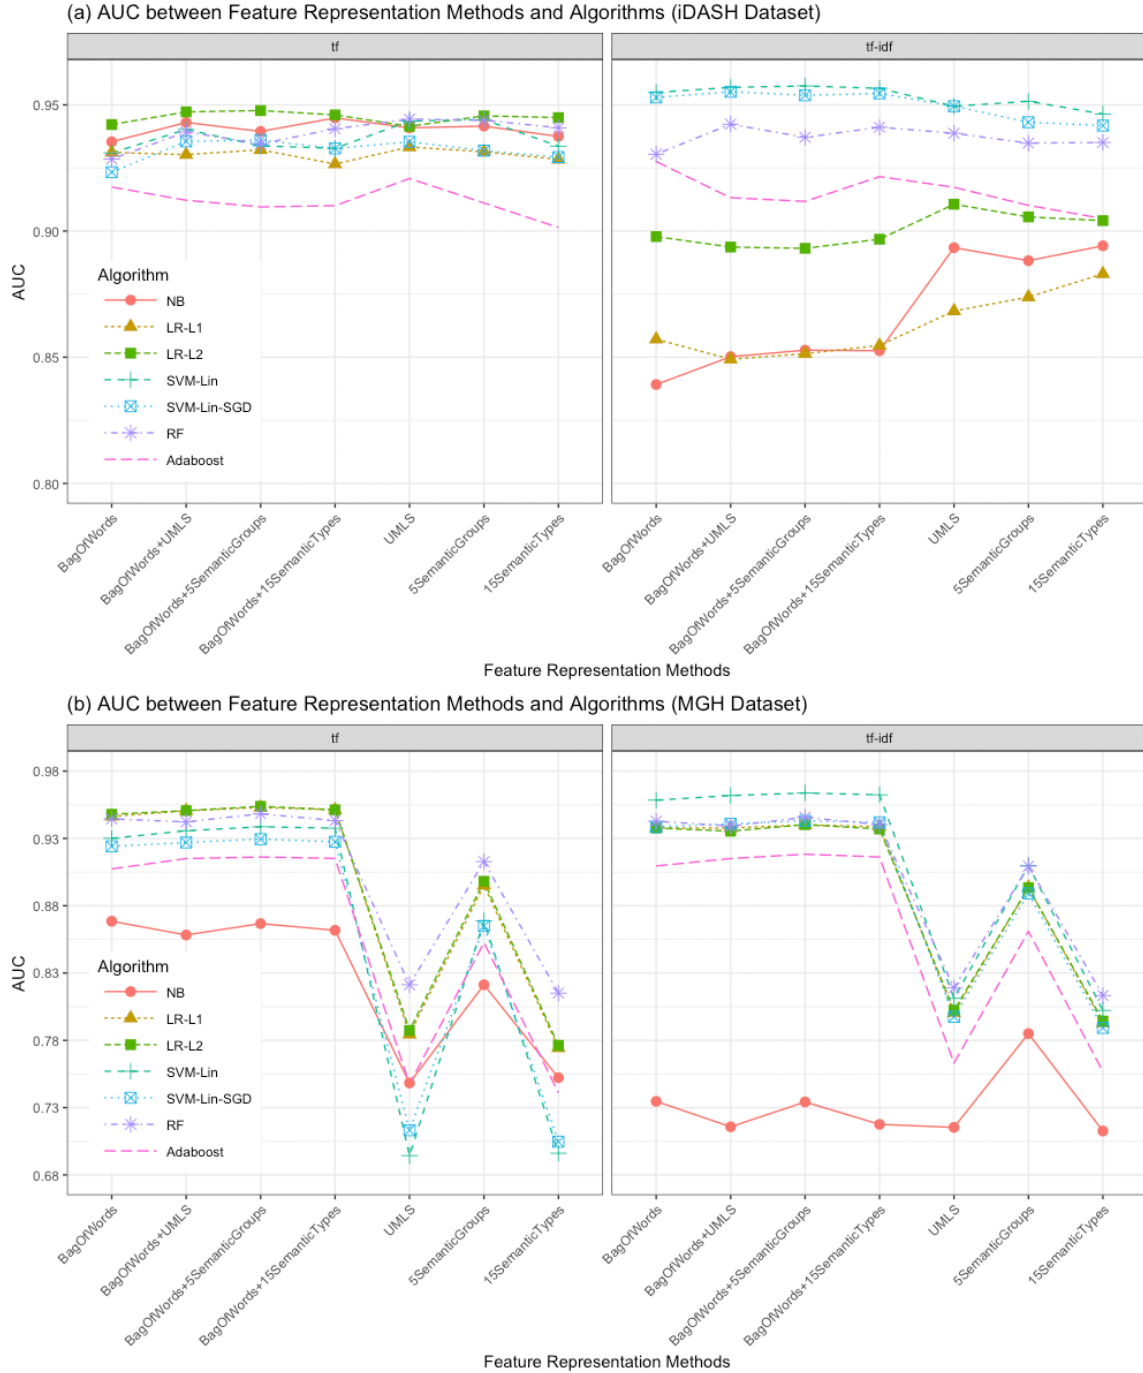 (a) AUC between Feature Representation Methods and Algorithms (iDASH Dataset)
tf
tf-idf
AUC
0.95
0.90
0.85
0.80
Algorithm
NB
LR-L1
LR-L2
SVM-Lin
SVM-Lin-SGD
RF
Adaboost
BagOfWords
BagOfWords+UMLS
BagOfWords+5SemanticGroups
BagOfWords+15SemanticTypes
UMLS
5SemanticGroups
15SemanticTypes
BagOfWords
BagOfWords+UMLS
BagOfWords+5SemanticGroups
BagOfWords+15SemanticTypes
UMLS
5SemanticGroups
15SemanticTypes
Feature Representation Methods
(b) AUC between Feature Representation Methods and Algorithms (MGH Dataset)
tf
tf-idf
AUC
0.98
0.93
0.88
0.83
0.78
0.73
0.68
Algorithm
NB
LR-L1
LR-L2
SVM-Lin
SVM-Lin-SGD
RF
Adaboost
BagOfWords
BagOfWords+UMLS
BagOfWords+5SemanticGroups
BagOfWords+15SemanticTypes
UMLS
5SemanticGroups
15SemanticTypes
BagOfWords
BagOfWords+UMLS
BagOfWords+5SemanticGroups
BagOfWords+15SemanticTypes
UMLS
5SemanticGroups
15SemanticTypes
Feature Representation Methods